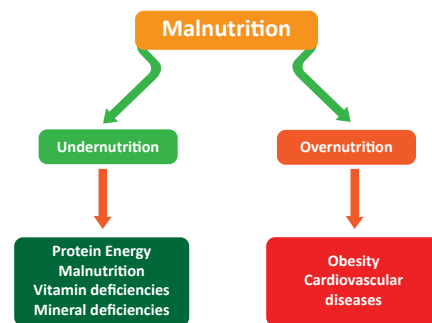 Malnutrition
Undernutrition
Overnutrition
Protein Energy
Malnutrition
Vitamin deficiencies
Mineral deficiencies
Obesity
Cardiovascular
diseases